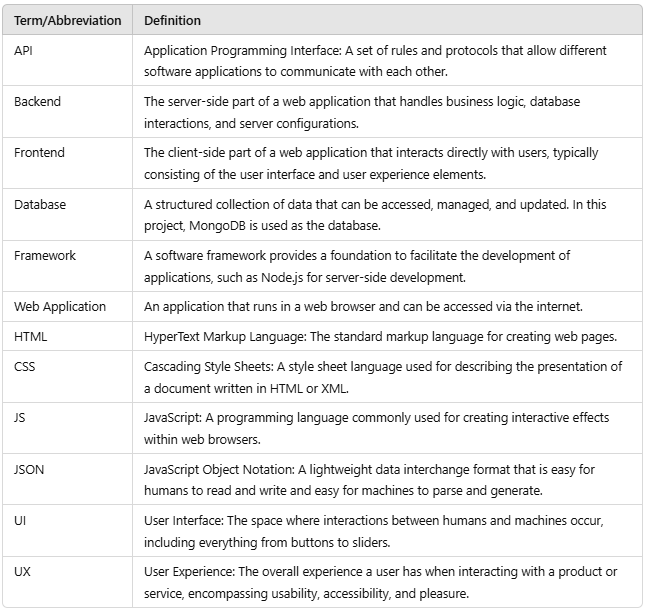 Term/Abbreviation Definition
API Application Programming Interface: A set of rules and protocols that allow different
software applications to communicate with each other.
Backend The server-side part of a web application that handles business logic, database
interactions, and server configurations.
Frontend The client-side part of a web application that interacts directly with users, typically
consisting of the user interface and user experience elements.
Database A structured collection of data that can be accessed, managed, and updated. In this
project, MongoDB is used as the database.
Framework A software framework provides a foundation to facilitate the development of
applications, such as Node.js for server-side development.
Web Application An application that runs in a web browser and can be accessed via the internet.
HTML HyperText Markup Language: The standard markup language for creating web pages.
CSS Cascading Style Sheets: A style sheet language used for describing the presentation of
a document written in HTML or XML.
JS JavaScript: A programming language commonly used for creating interactive effects
within web browsers.
JSON JavaScript Object Notation: A lightweight data interchange format that is easy for
humans to read and write and easy for machines to parse and generate.
UI User Interface: The space where interactions between humans and machines occur,
including everything from buttons to sliders.
UX User Experience: The overall experience a user has when interacting with a product or
service, encompassing usability, accessibility, and pleasure.